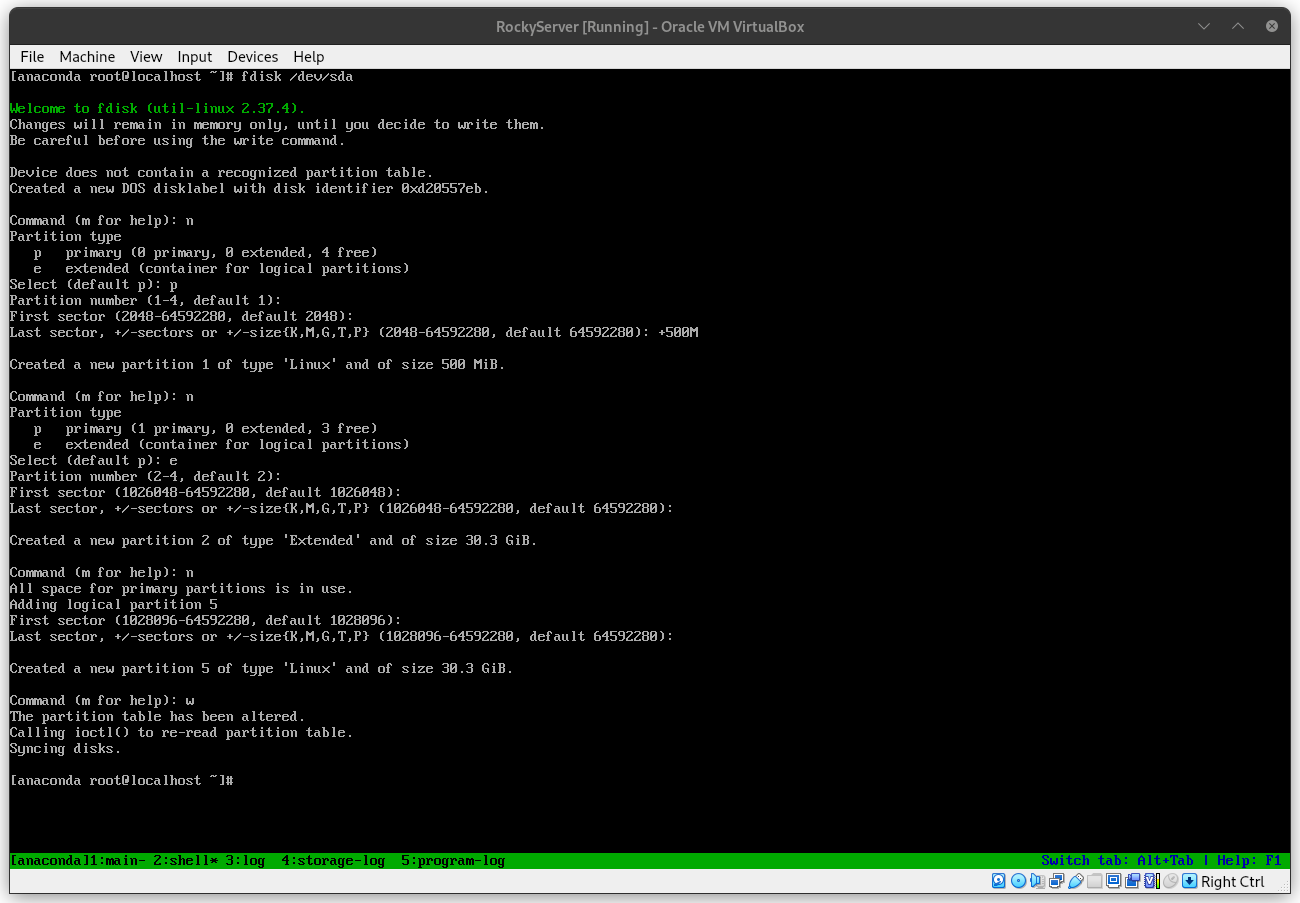 RockyServer [Running] - Oracle VM VirtualBox
File Machine View Input Devices Help
[anaconda root@localhost ~]# fdisk /dev/sda
Welcome to fdisk (util-linux 2.37.4).
Changes will remain in memory only, until you decide to write them.
Be careful before using the write command.
Device does not contain a recognized partition table.
Created a new DOS disklabel with disk identifier 0xd20557eb.
Command (m for help): n
Partition type
p primary (0 primary, 0 extended, 4 free)
e extended (container for logical partitions)
Select (default p): p
Partition number (1-4, default 1):
First sector (2048-64592280, default 2048):
Last sector, +/-sectors or +/-size{K,M,G,T,P} (2048-64592280, default 64592280): +500M
Created a new partition 1 of type 'Linux' and of size 500 MiB.
Command (m for help): n
Partition type
p primary (1 primary, 0 extended, 3 free)
e extended (container for logical partitions)
Select (default p): e
Partition number (2-4, default 2):
First sector (1026048-64592280, default 1026048):
Last sector, +/-sectors or +/-size{K,M,G,T,P} (1026048-64592280, default 64592280):
Created a new partition 2 of type 'Extended' and of size 30.3 GiB.
Command (m for help): n
All space for primary partitions is in use.
Adding logical partition 5
First sector (1028096-64592280, default 1028096):
Last sector, +/-sectors or +/-size{K,M,G,T,P} (1028096-64592280, default 64592280):
Created a new partition 5 of type 'Linux' and of size 30.3 GiB.
Command (m for help): w
The partition table has been altered.
Calling ioctl() to re-read partition table.
Syncing disks.
[anaconda root@localhost ~]#
[anaconda]1:main- 2:shell* 3:log 4:storage-log 5:program-log Switch tab: Alt+Tab | Help: F1
Right Ctrl